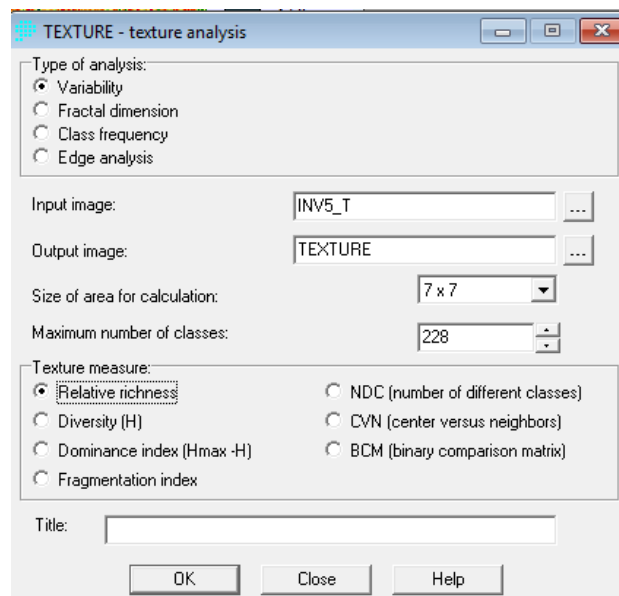 TEXTURE - texture analysis
Type of analysis:
Variability
Fractal dimension
Class frequency
Edge analysis
Input image: INV5_T ...
Output image: TEXTURE ...
Size of area for calculation: 7 x 7
Maximum number of classes: 228
Texture measure:
Relative richness NDC (number of different classes)
Diversity (H) CVN (center versus neighbors)
Dominance index (Hmax -H) BCM (binary comparison matrix)
Fragmentation index
Title:
OK Close Help